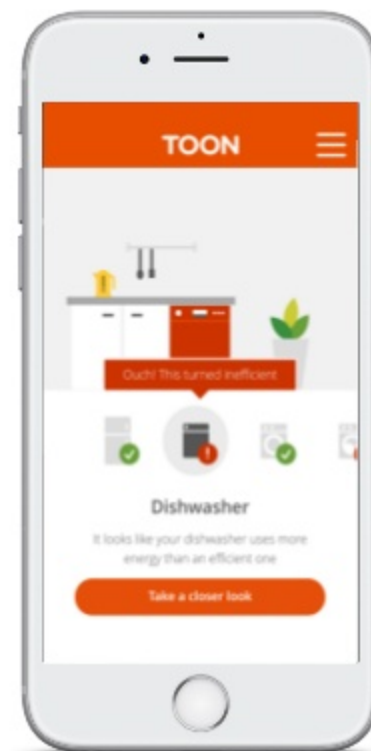 TOON
Ouch! This turned inefficient
Dishwasher
It looks like your dishwasher uses more
energy than an efficient one
Take a closer look